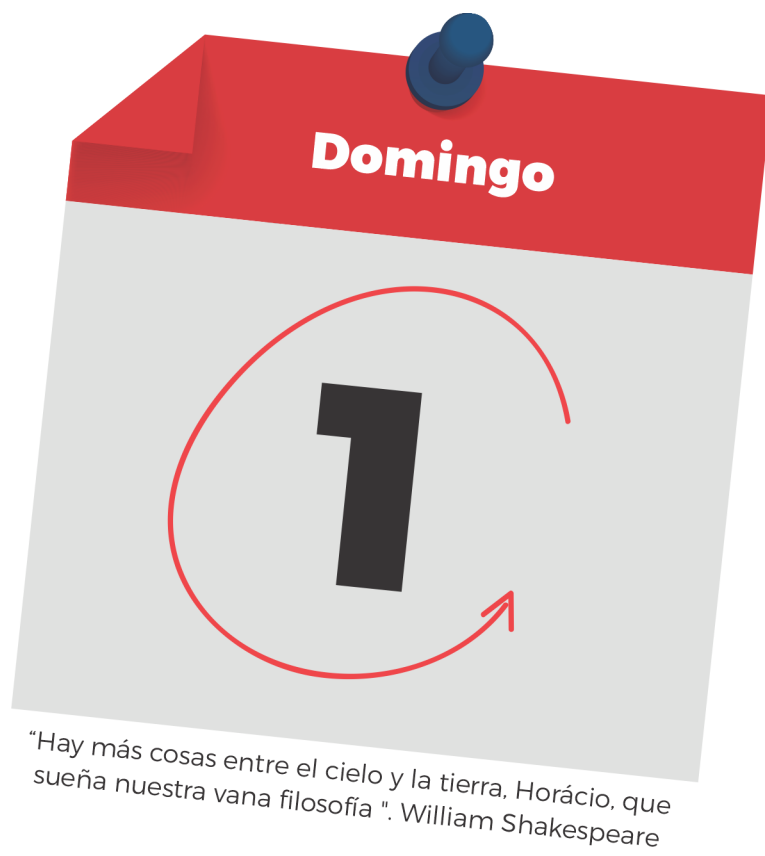 Domingo
1
“Hay más cosas entre el cielo y la tierra, Horácio, que
sueña nuestra vana filosofía ". William Shakespeare